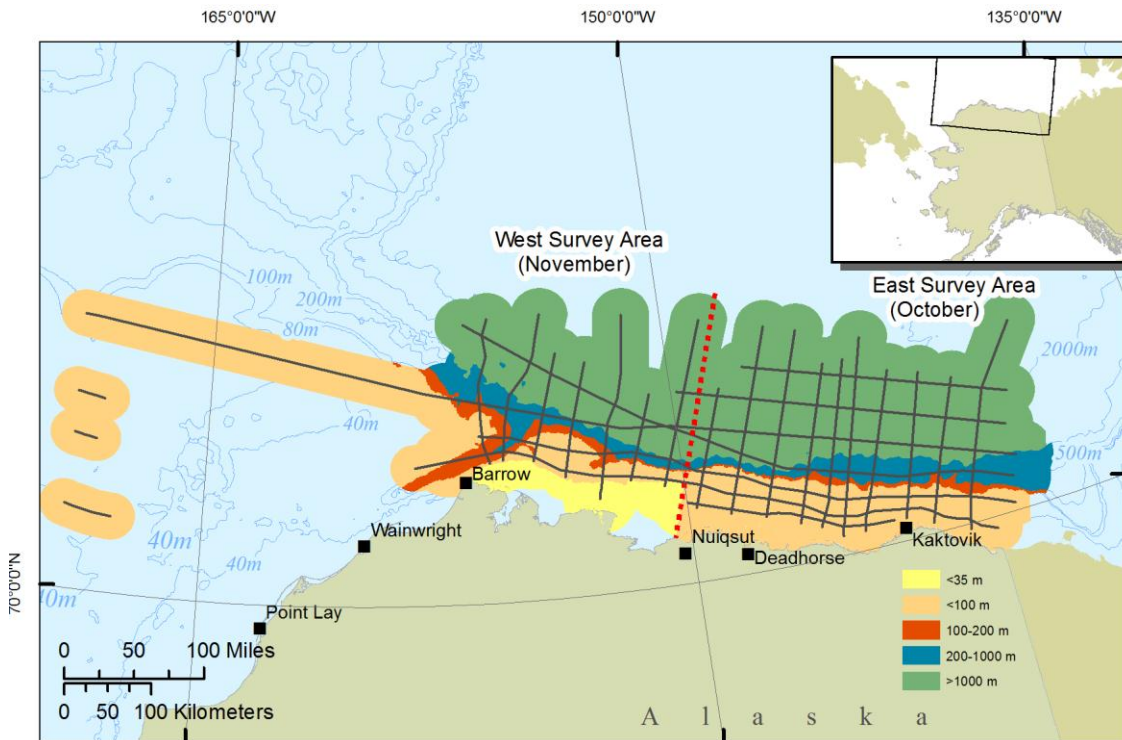 165°0'0"W
150°0'0"W
135°0'0"W
West Survey Area
(November)
East Survey Area
(October)
100m
200m
80m
2000m
40m
500m
Barrow
Wainwright
Nuiqsut
Deadhorse
Kaktovik
40m
40m
70°0'0"N
40m
Point Lay
<35 m
<100 m
100-200 m
200-1000 m
>1000 m
0 50 100 Miles
0 50 100 Kilometers
A l a s k a